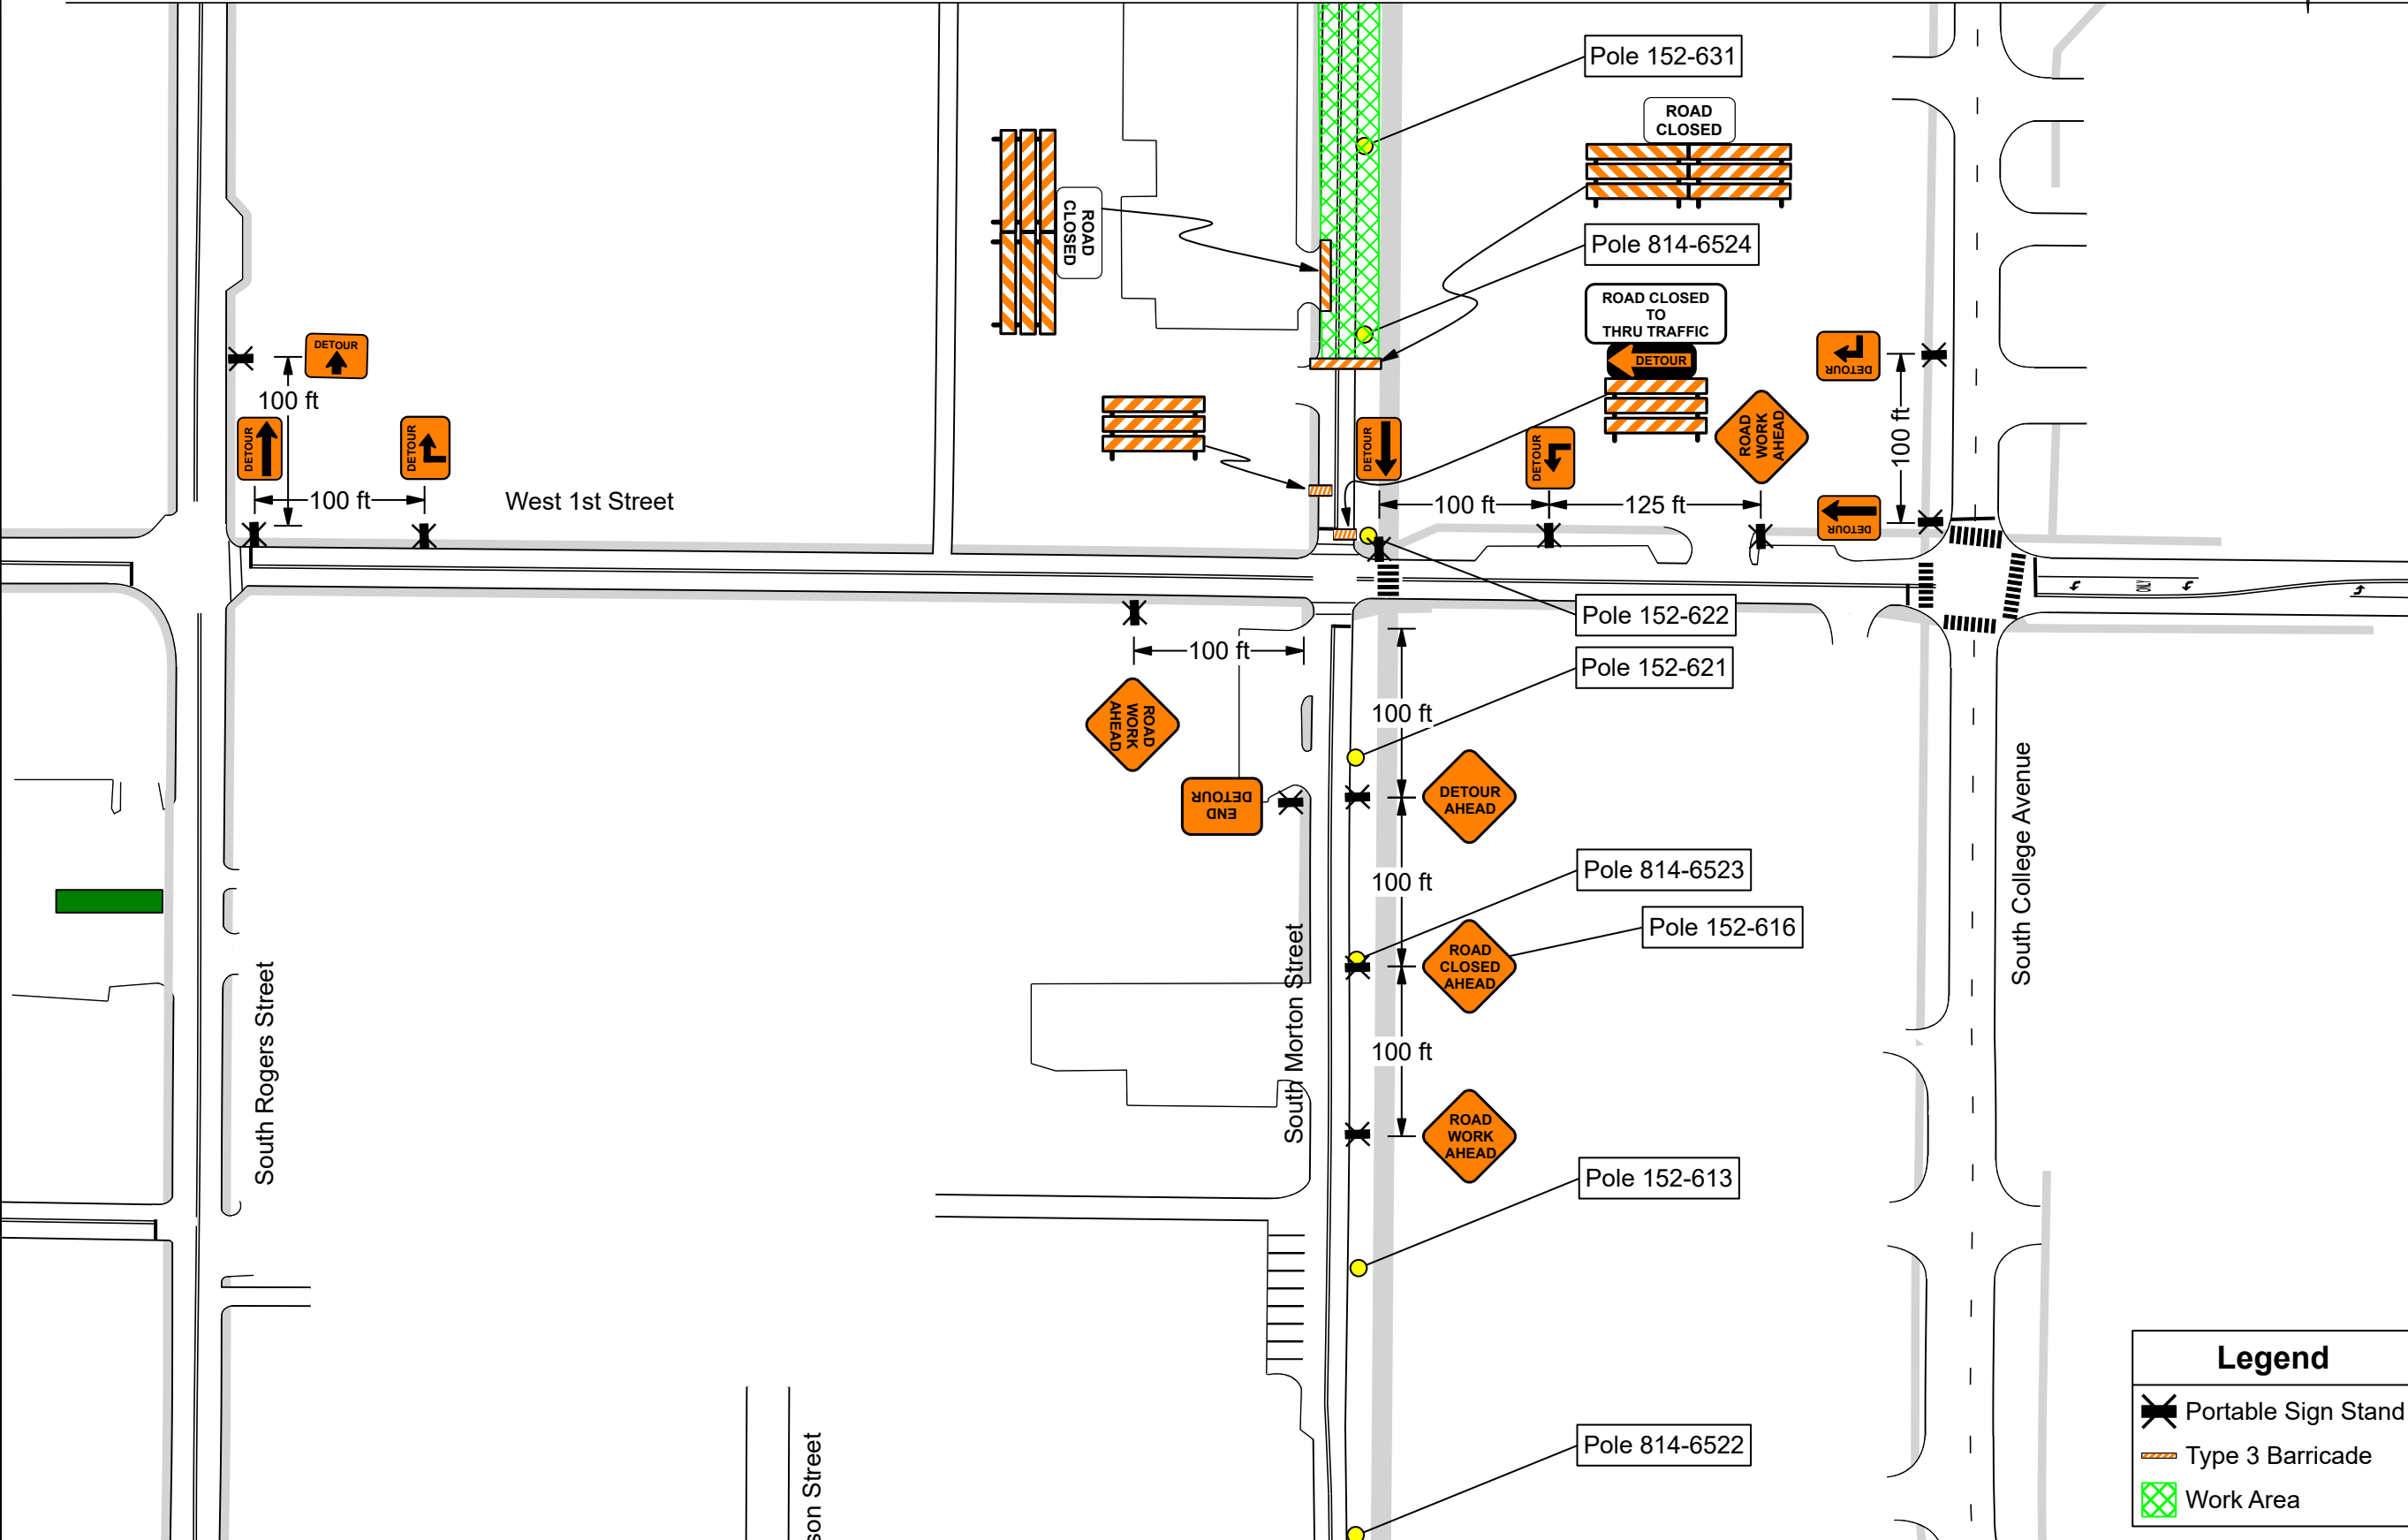 Pole 152-631
ROAD
CLOSED
ROAD
CLOSED
Pole 814-6524
ROAD CLOSED
TO
THRU TRAFFIC
DETOUR
DETOUR
100 ft
DETOUR
100 ft
DETOUR
DETOUR
100 ft
West 1st Street
DETOUR
DETOUR
100 ft
125 ft
ROAD
WORK
AHEAD
DETOUR
ONLY
Pole 152-622
100 ft
Pole 152-621
ROAD
WORK
AHEAD
100 ft
END
DETOUR
DETOUR
AHEAD
100 ft
Pole 814-6523
Pole 152-616
ROAD
CLOSED
AHEAD
100 ft
ROAD
WORK
AHEAD
Pole 152-613
South Rogers Street
South Morton Street
South College Avenue
Pole 814-6522
son Street
Legend
Portable Sign Stand
Type 3 Barricade
Work Area